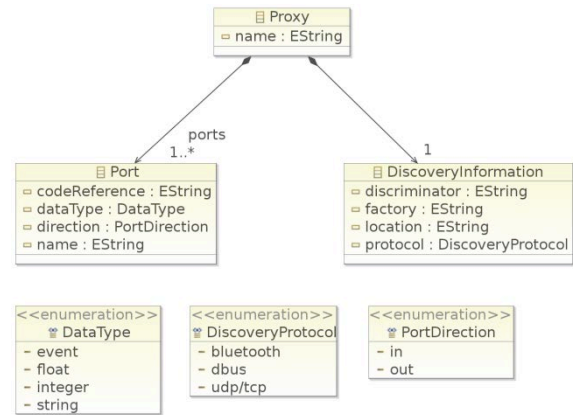 Proxy
name : EString
ports
1..*
1
Port
codeReference : EString
dataType : DataType
direction : PortDirection
name : EString
DiscoveryInformation
discriminator : EString
factory : EString
location : EString
protocol : DiscoveryProtocol
<<enumeration>>
DataType
event
float
integer
string
<<enumeration>>
DiscoveryProtocol
bluetooth
dbus
udp/tcp
<<enumeration>>
PortDirection
in
out